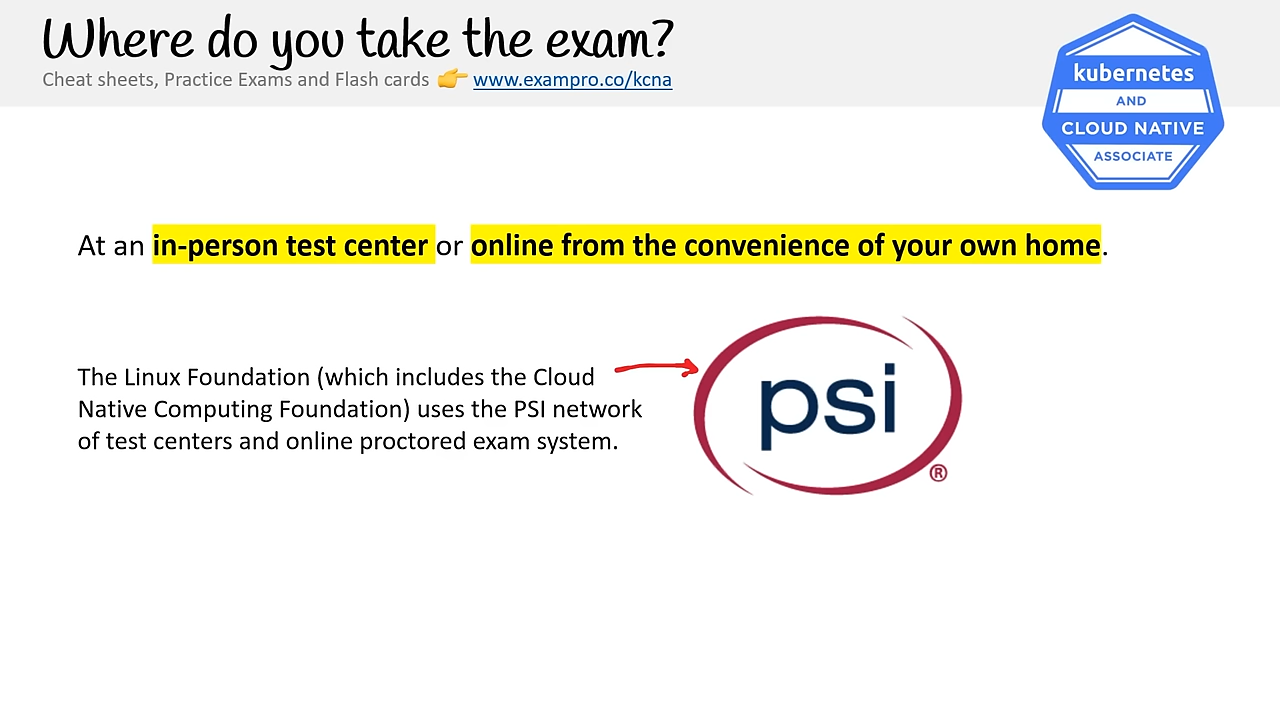 Where do you take the exam?
Cheat sheets, Practice Exams and Flash cards 👉 www.exampro.co/kcna
kubernetes
AND
CLOUD NATIVE
ASSOCIATE
At an in-person test center or online from the convenience of your own home.
The Linux Foundation (which includes the Cloud
Native Computing Foundation) uses the PSI network
of test centers and online proctored exam system.
psi
®